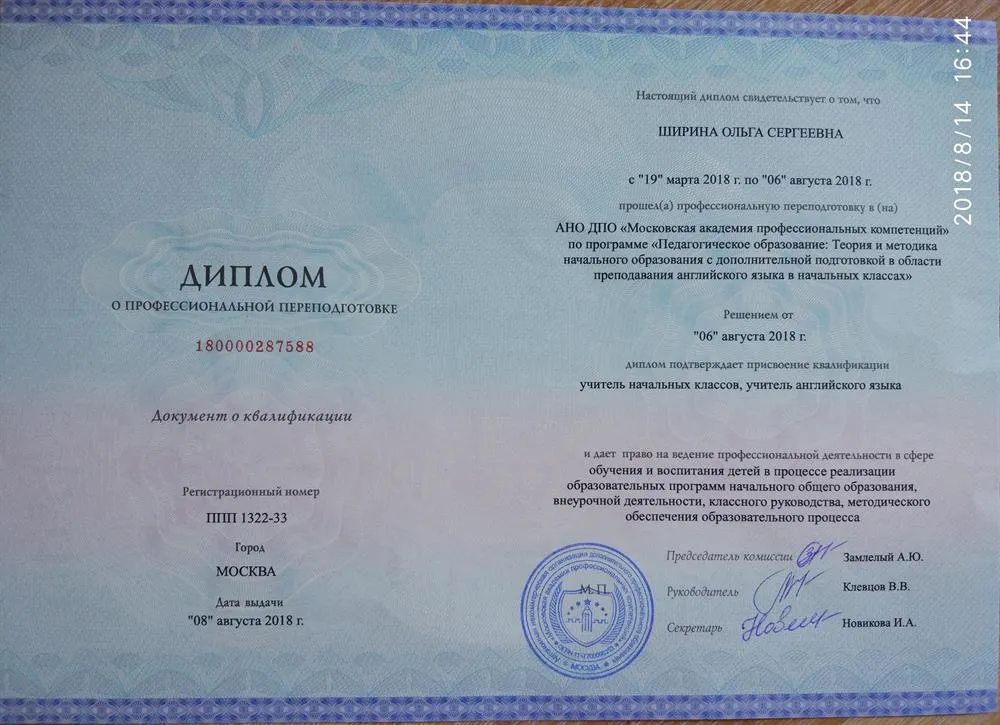 ДИПЛОМ
О ПРОФЕССИОНАЛЬНОЙ ПЕРЕПОДГОТОВКЕ
180000287588
Документ о квалификации
Регистрационный номер
ППП 1322-33
Город
МОСКВА
Дата выдачи
"08" августа 2018 г.
Настоящий диплом свидетельствует о том, что
ШИРИНА ОЛЬГА СЕРГЕЕВНА
с "19" марта 2018 г. по "06" августа 2018 г.
прошел(а) профессиональную переподготовку в (на)
АНО ДПО «Московская академия профессиональных компетенций»
по программе «Педагогическое образование: Теория и методика
начального образования с дополнительной подготовкой в области
преподавания английского языка в начальных классах»
Решением от
"06" августа 2018 г.
диплом подтверждает присвоение квалификации
учитель начальных классов, учитель английского языка
и дает право на ведение профессиональной деятельности в сфере
обучения и воспитания детей в процессе реализации
образовательных программ начального общего образования,
внеурочной деятельности, классного руководства, методического
обеспечения образовательного процесса
Председатель комиссии Замлелый А.Ю.
Руководитель Клевцов В.В.
Секретарь Новикова И.А.
М.П.
МОСКВА
2018/8/14 16:44